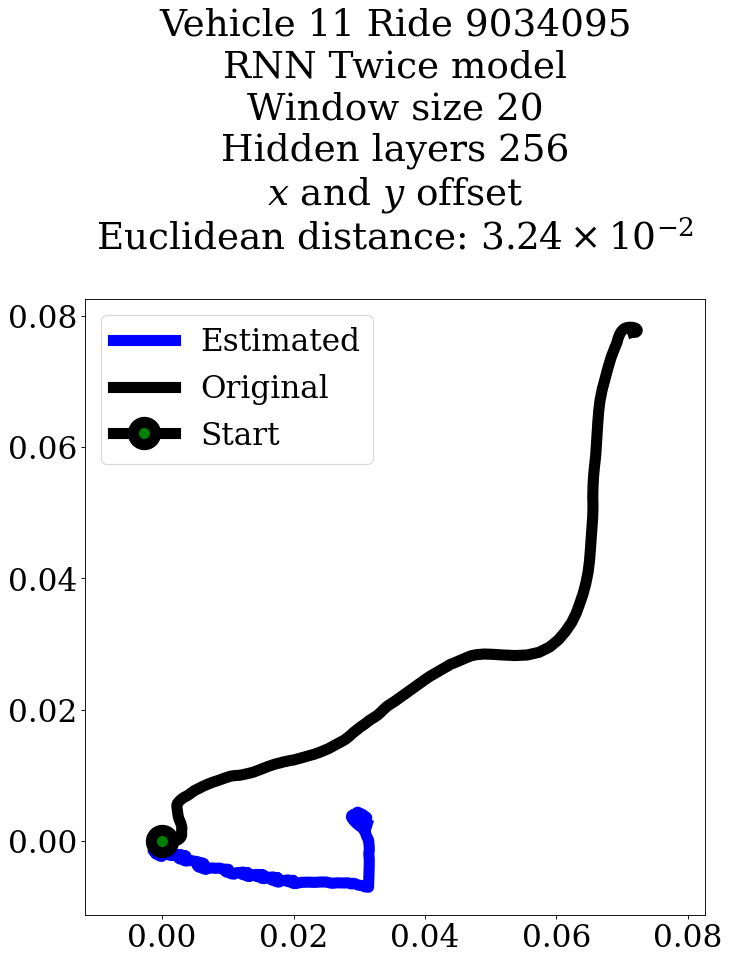 Vehicle 11 Ride 9034095
RNN Twice model
Window size 20
Hidden layers 256
x and y offset
Euclidean distance: 3.24 × 10⁻²
Estimated
Original
Start
0.08
0.06
0.04
0.02
0.00
0.00 0.02 0.04 0.06 0.08